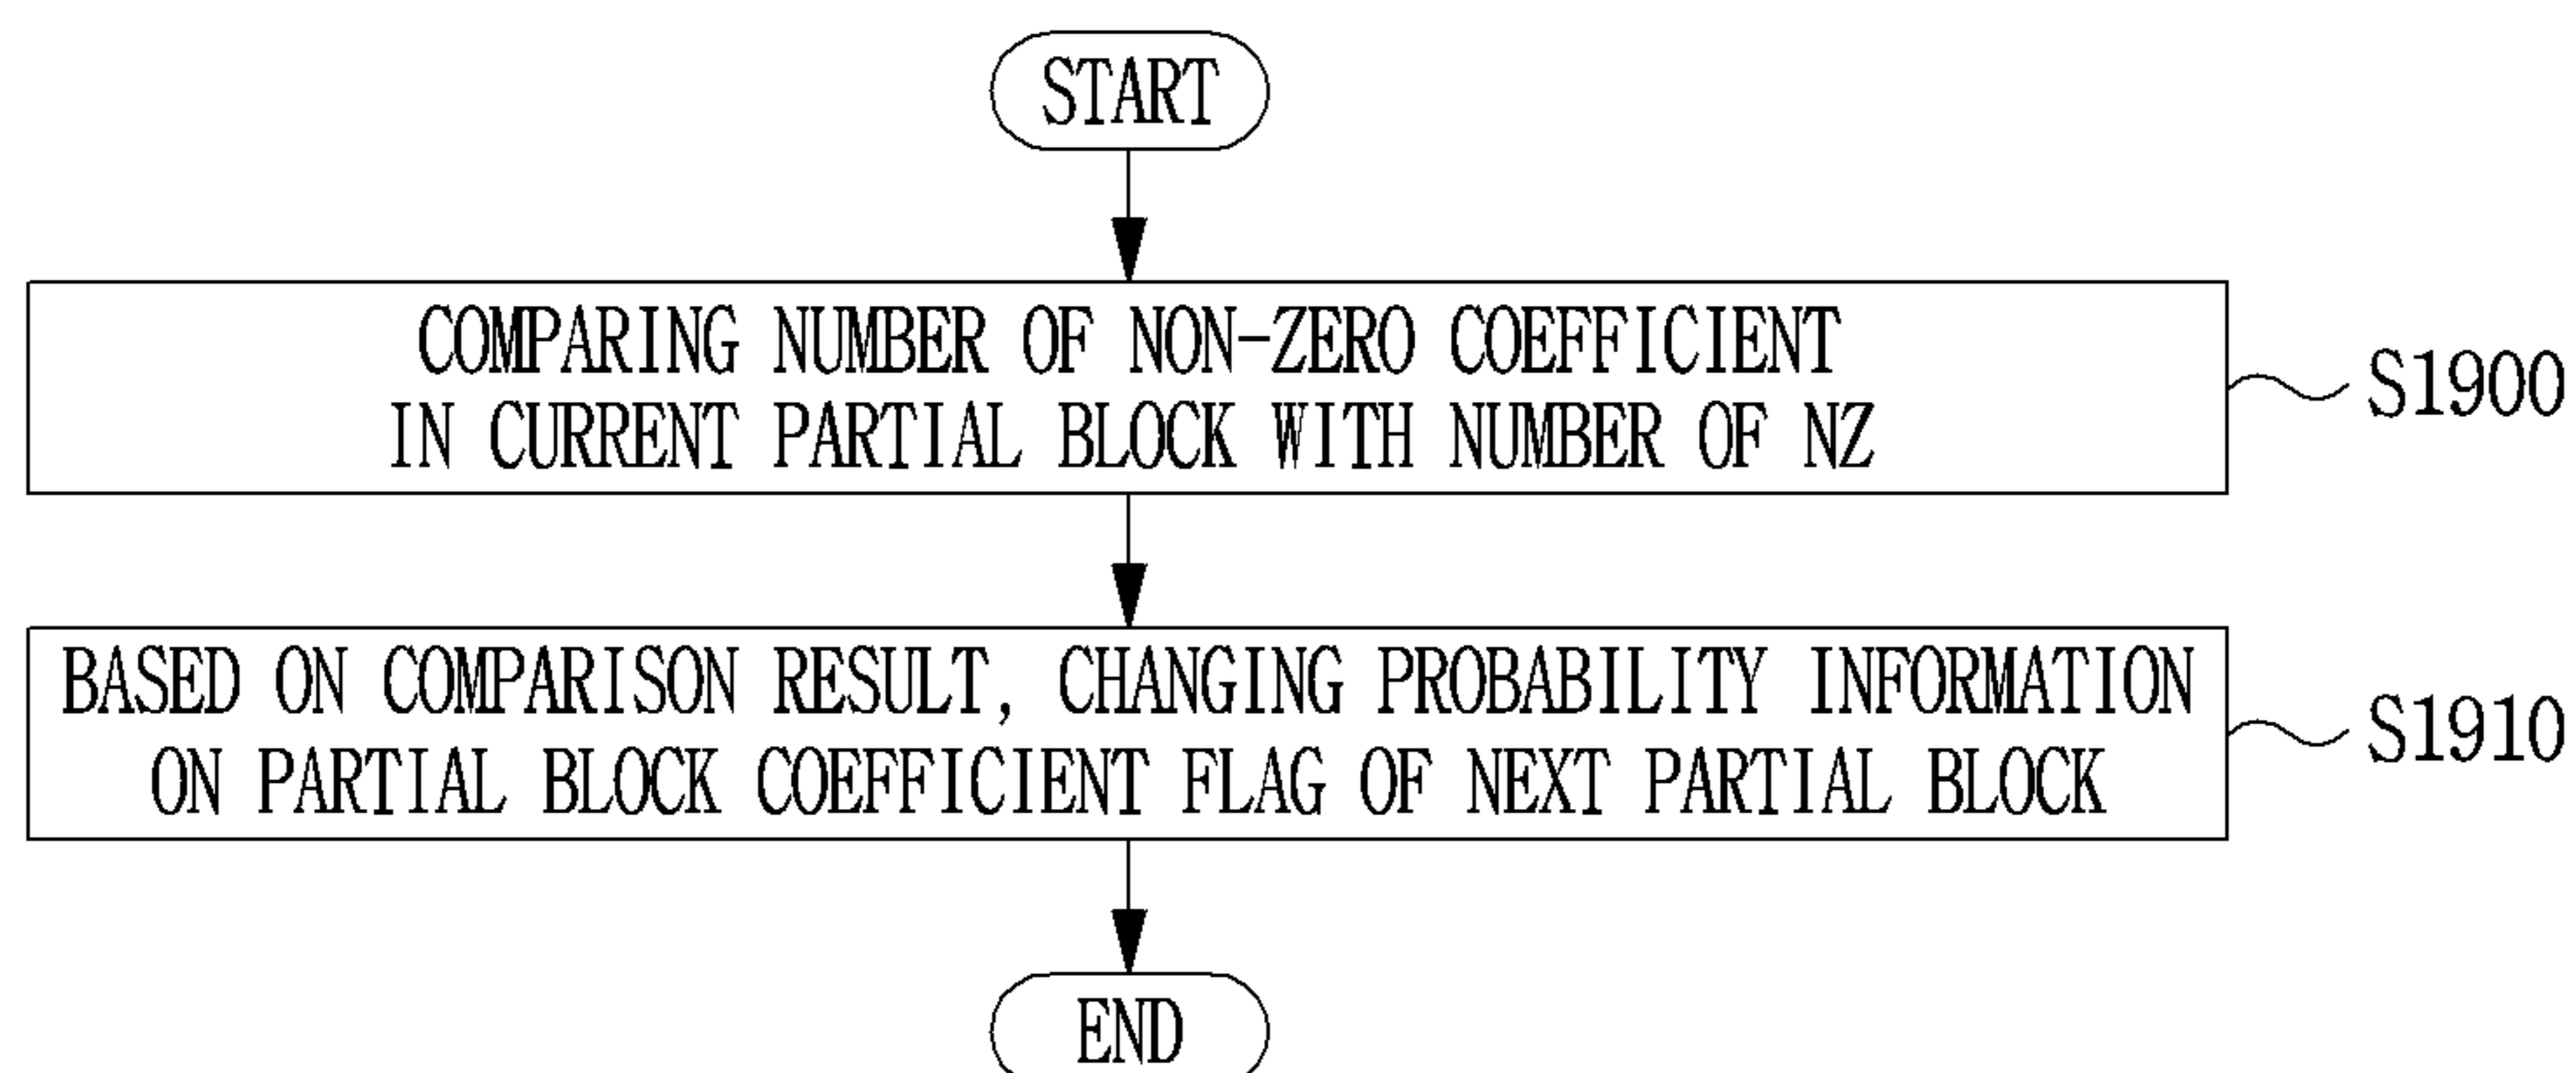 START
COMPARING NUMBER OF NON-ZERO COEFFICIENT
IN CURRENT PARTIAL BLOCK WITH NUMBER OF NZ
S1900
BASED ON COMPARISON RESULT, CHANGING PROBABILITY INFORMATION
ON PARTIAL BLOCK COEFFICIENT FLAG OF NEXT PARTIAL BLOCK
S1910
END